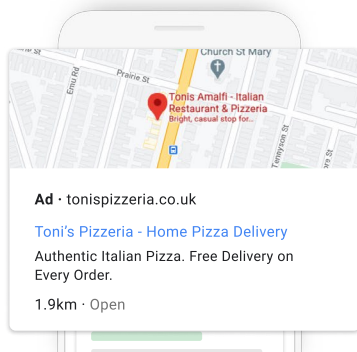 Church St Mary
Prairie St
Emu Rd
Tonis Amalfi - Italian
Restaurant & Pizzeria
Bright, casual stop for..
Tennyson St
Ad · tonispizzeria.co.uk
Toni's Pizzeria - Home Pizza Delivery
Authentic Italian Pizza. Free Delivery on
Every Order.
1.9km · Open